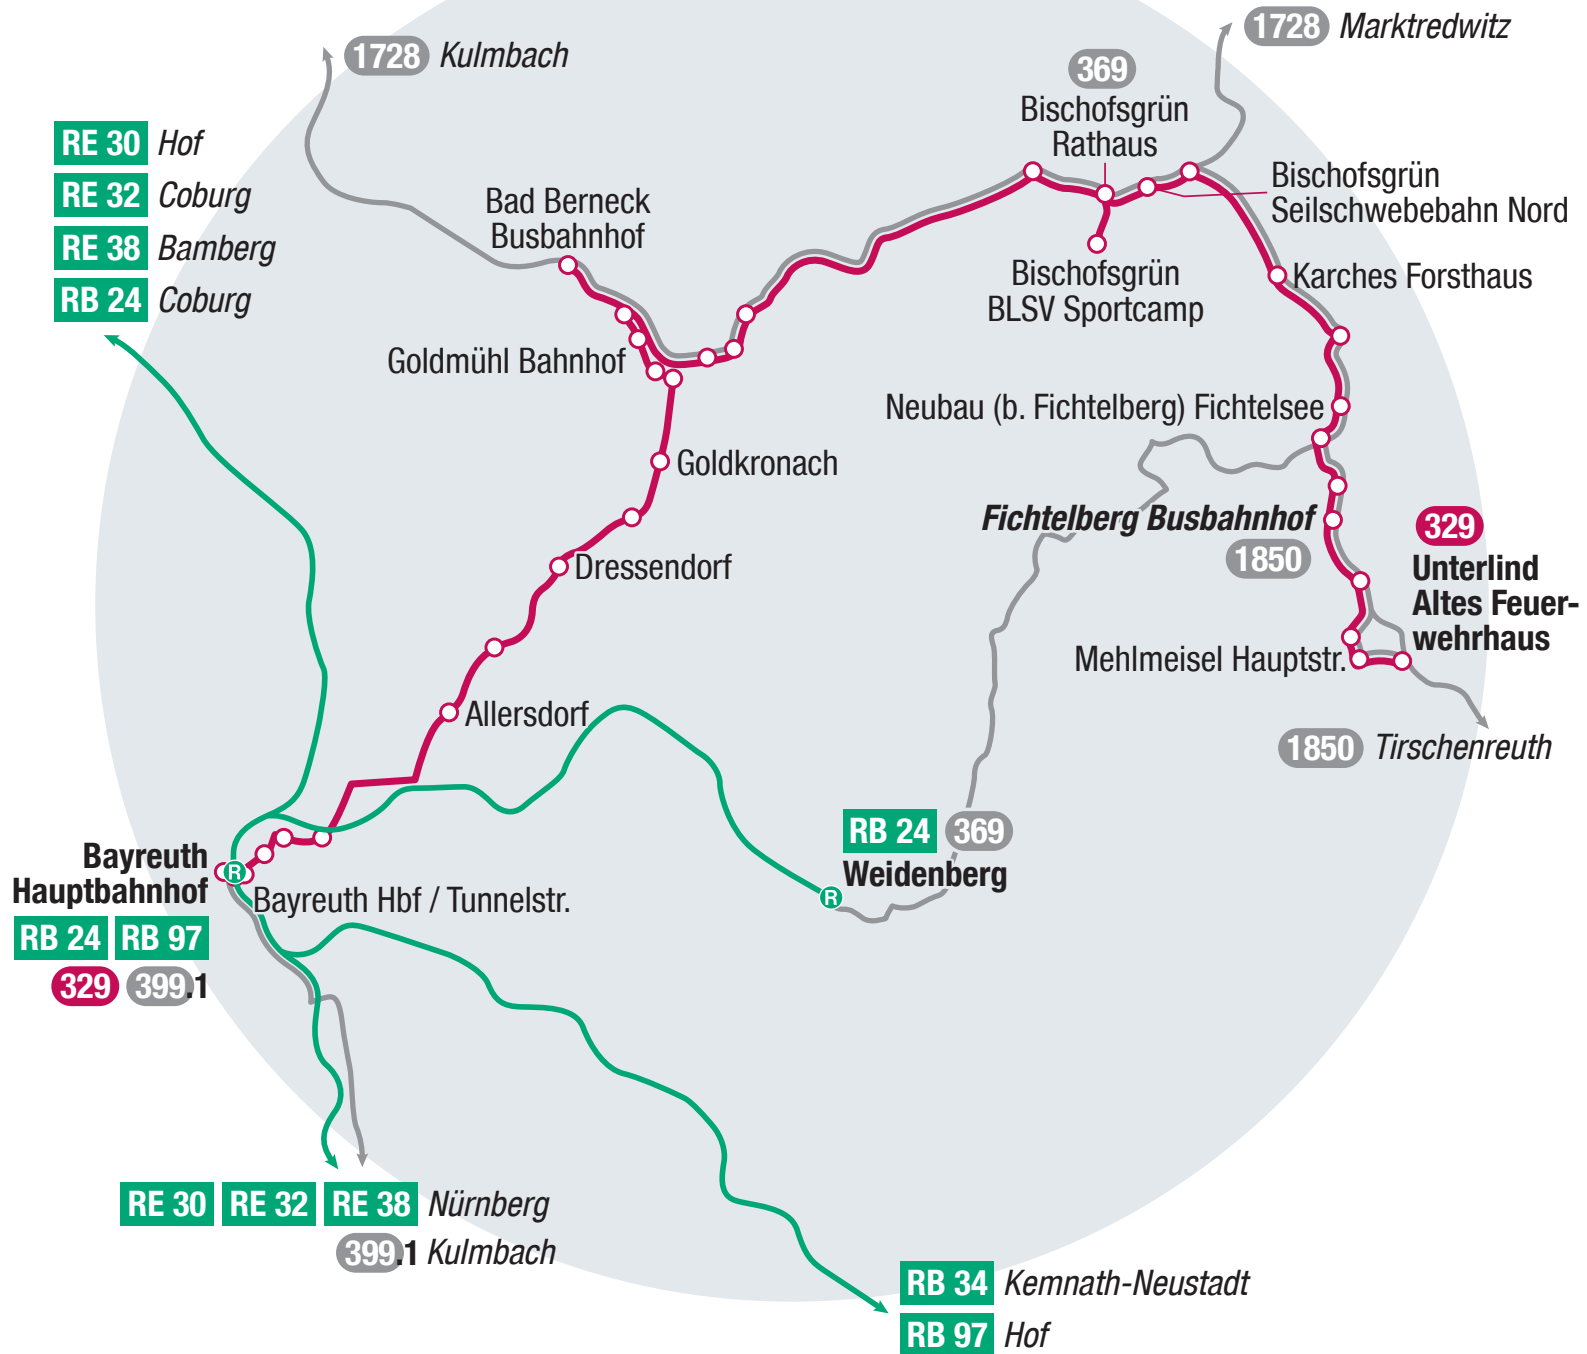 1728 Kulmbach
1728 Marktredwitz
369
Bischofsgrün
Rathaus
RE 30 Hof
RE 32 Coburg
RE 38 Bamberg
RB 24 Coburg
Bad Berneck
Busbahnhof
Bischofsgrün
Seilschwebebahn Nord
Bischofsgrün
BLSV Sportcamp
Karches Forsthaus
Goldmühl Bahnhof
Neubau (b. Fichtelberg) Fichtelsee
Goldkronach
Fichtelberg Busbahnhof
1850
329
Unterlind
Altes Feuer-
wehrhaus
Dressendorf
Mehlmeisel Hauptstr.
Allersdorf
1850 Tirschenreuth
RB 24 369
Weidenberg
R
Bayreuth
Hauptbahnhof
R
Bayreuth Hbf / Tunnelstr.
RB 24 RB 97
329 399.1
RE 30 RE 32 RE 38 Nürnberg
399.1 Kulmbach
RB 34 Kemnath-Neustadt
RB 97 Hof